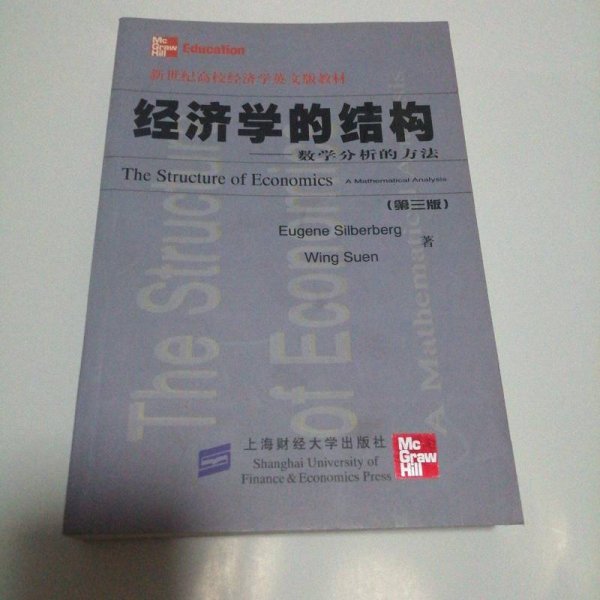 Mc
Graw
Hill Education
新世纪高校经济学英文版教材
经济学的结构
——数学分析的方法
The Structure of Economics A Mathematical Analysis
(第三版)
Eugene Silberberg
Wing Suen 著
The Structure
of Economics
A Mathematical
上海财经大学出版社
Shanghai University of
Finance & Economics Press
Mc
Graw
Hill